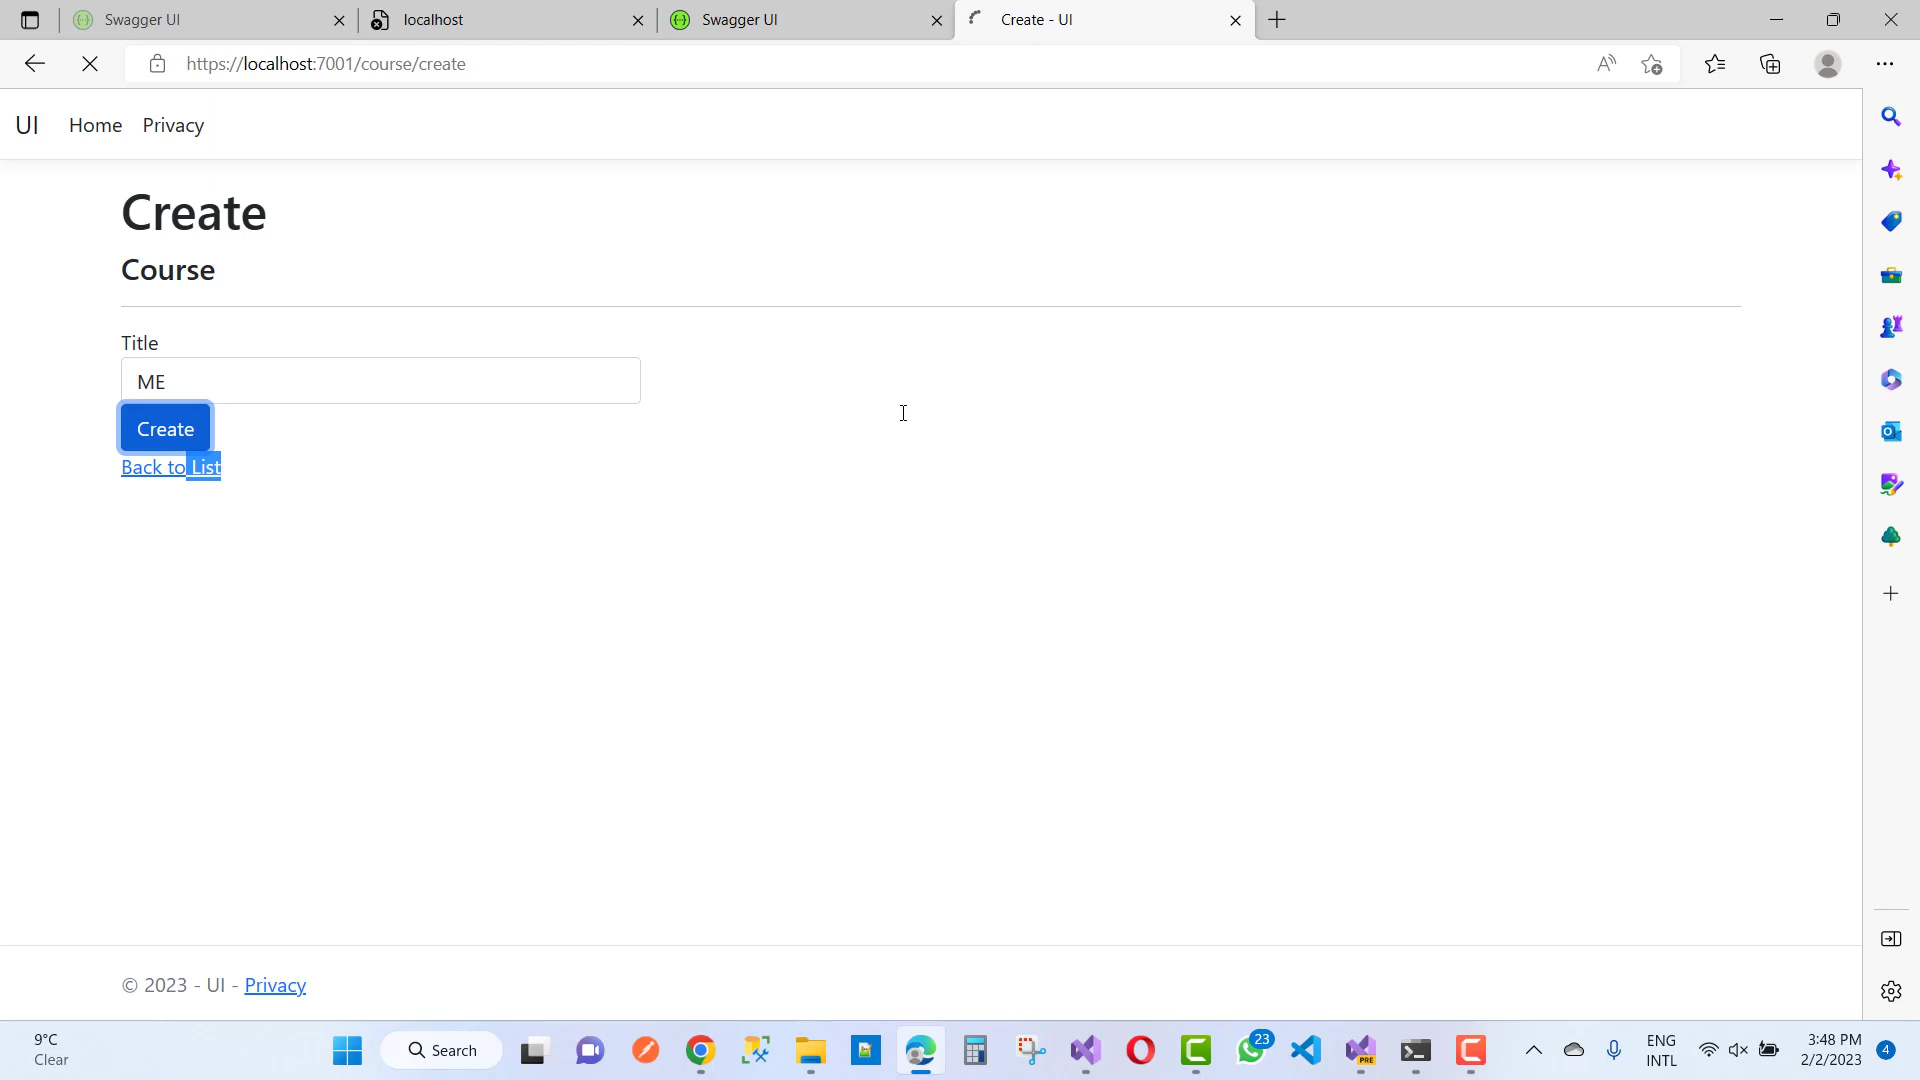 Swagger UI
localhost
Swagger UI
Create - UI
https://localhost:7001/course/create
UI Home Privacy
Create
Course
Title
ME
Create
Back to List
© 2023 - UI - Privacy
9°C
Clear
Search
23
PRE
ENG
INTL
3:48 PM
2/2/2023
4